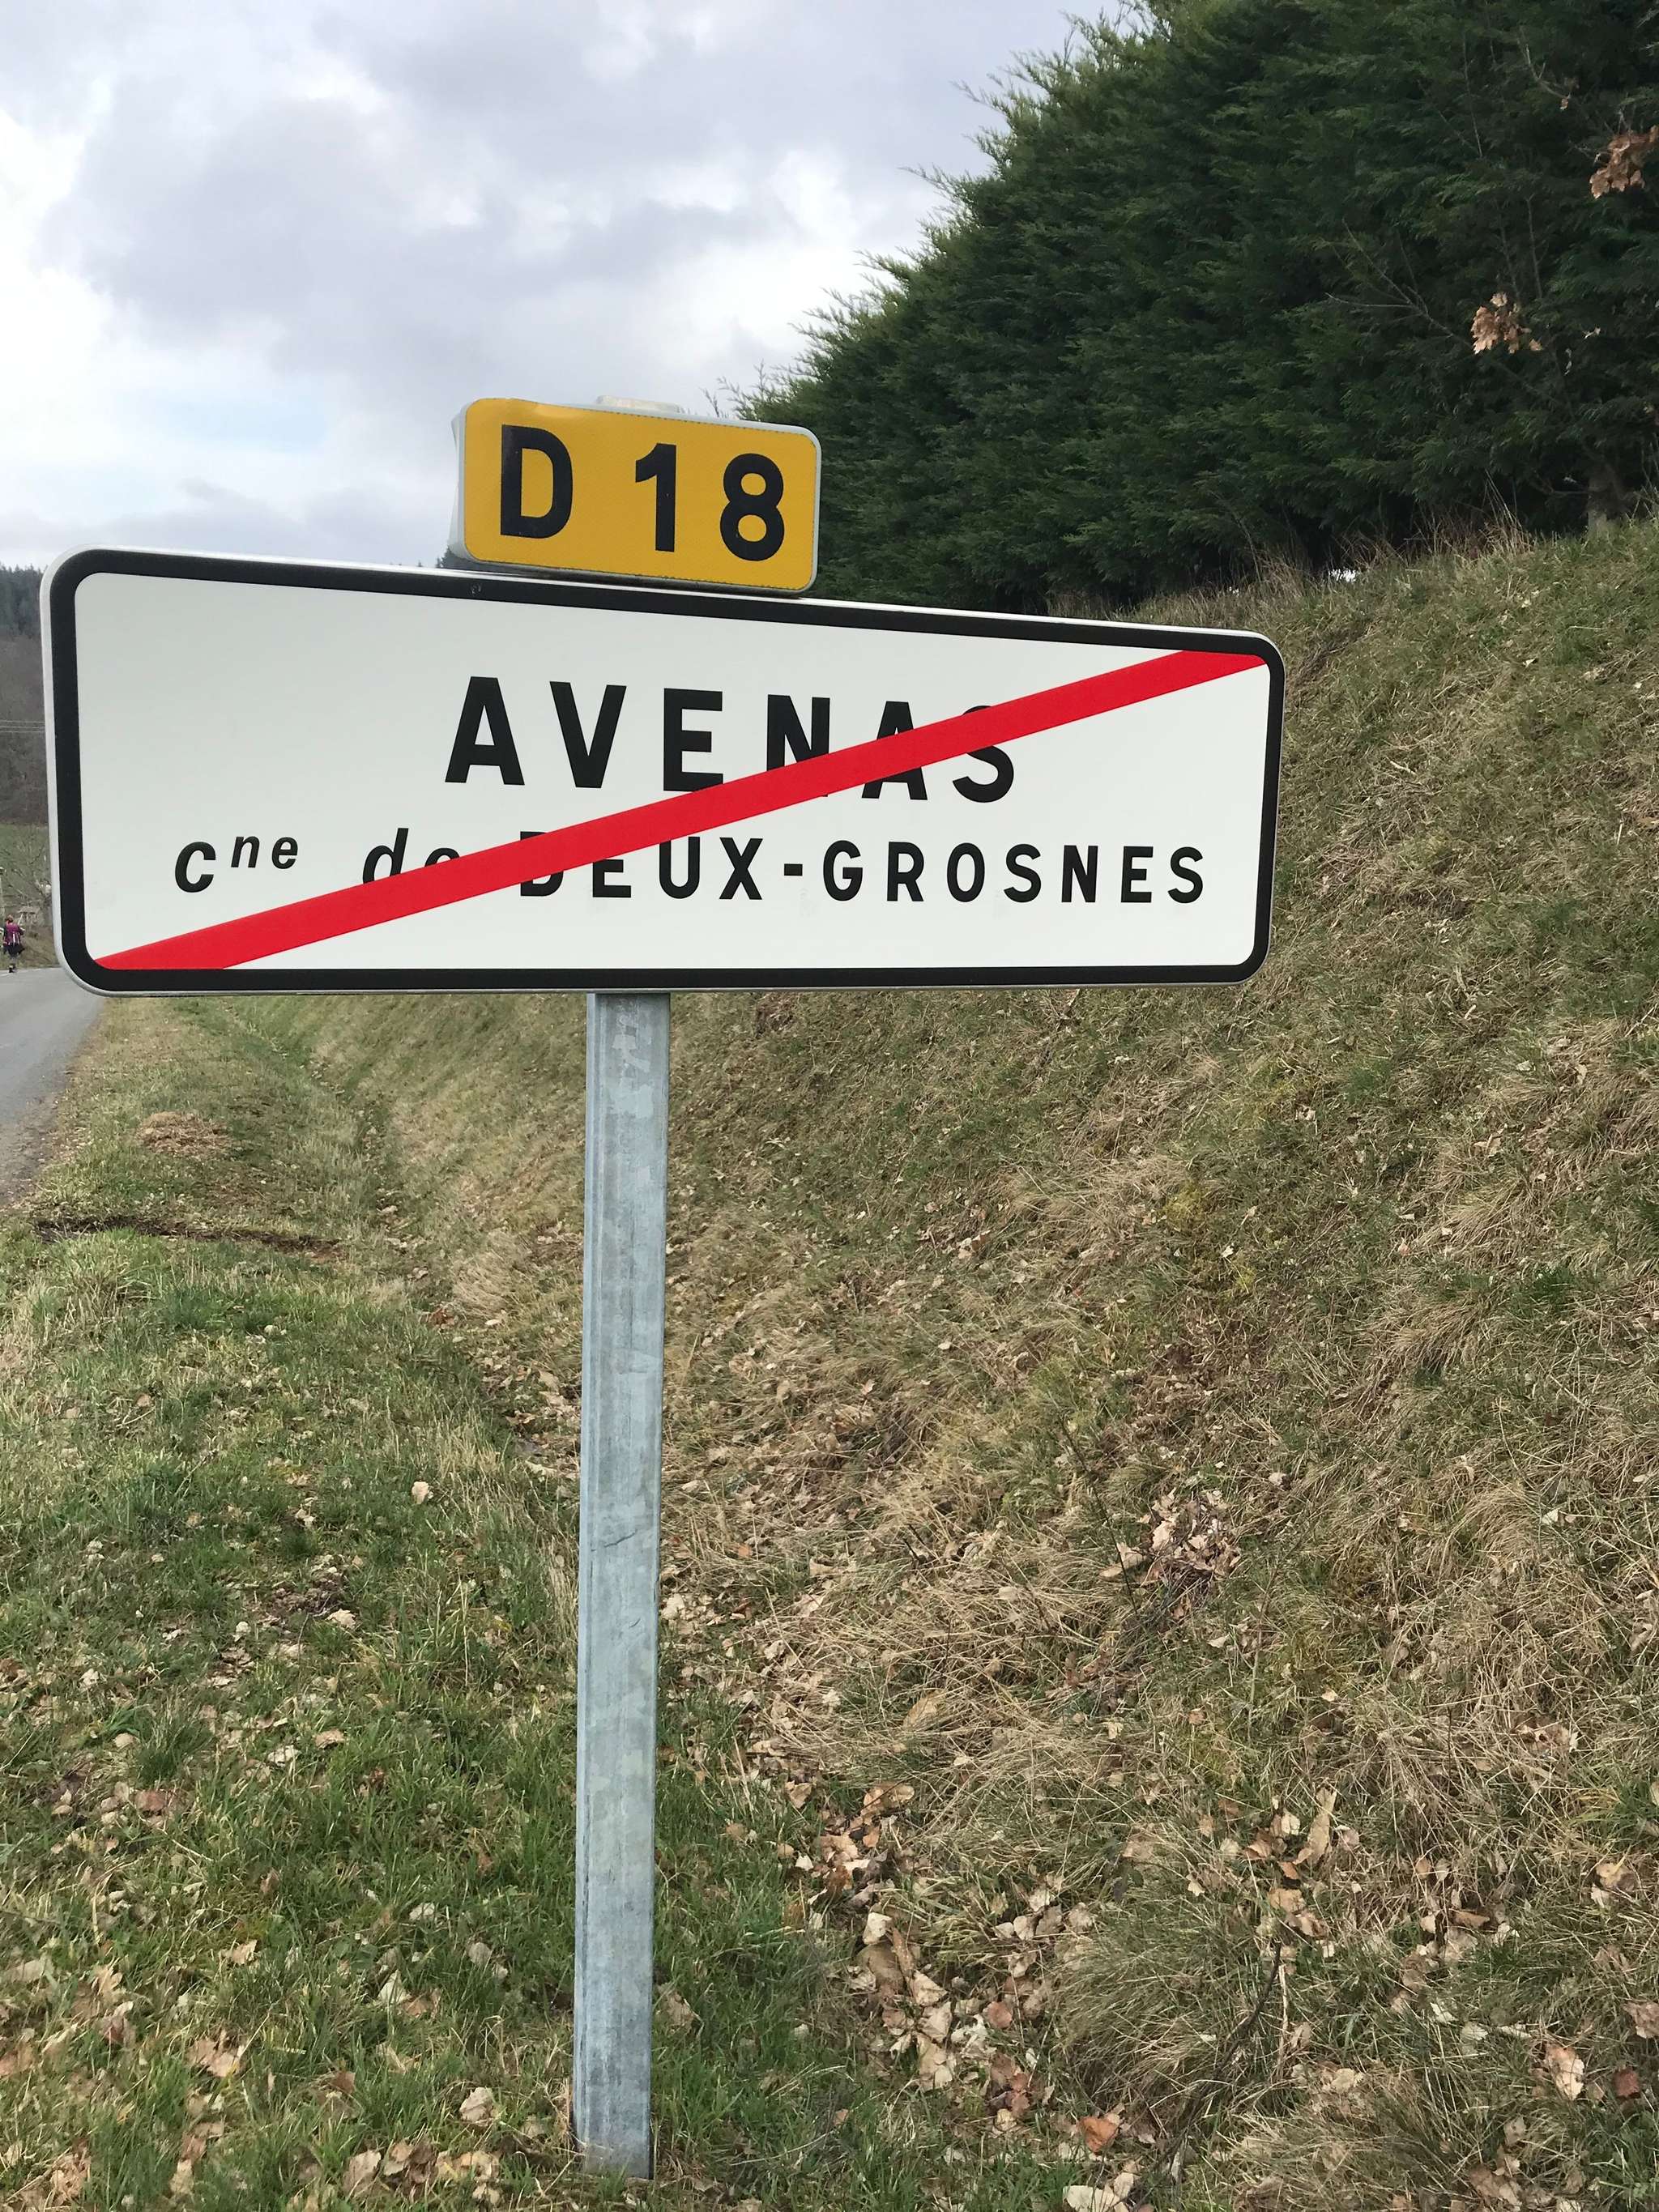 D 18
AVENAS
cne de DEUX-GROSNES